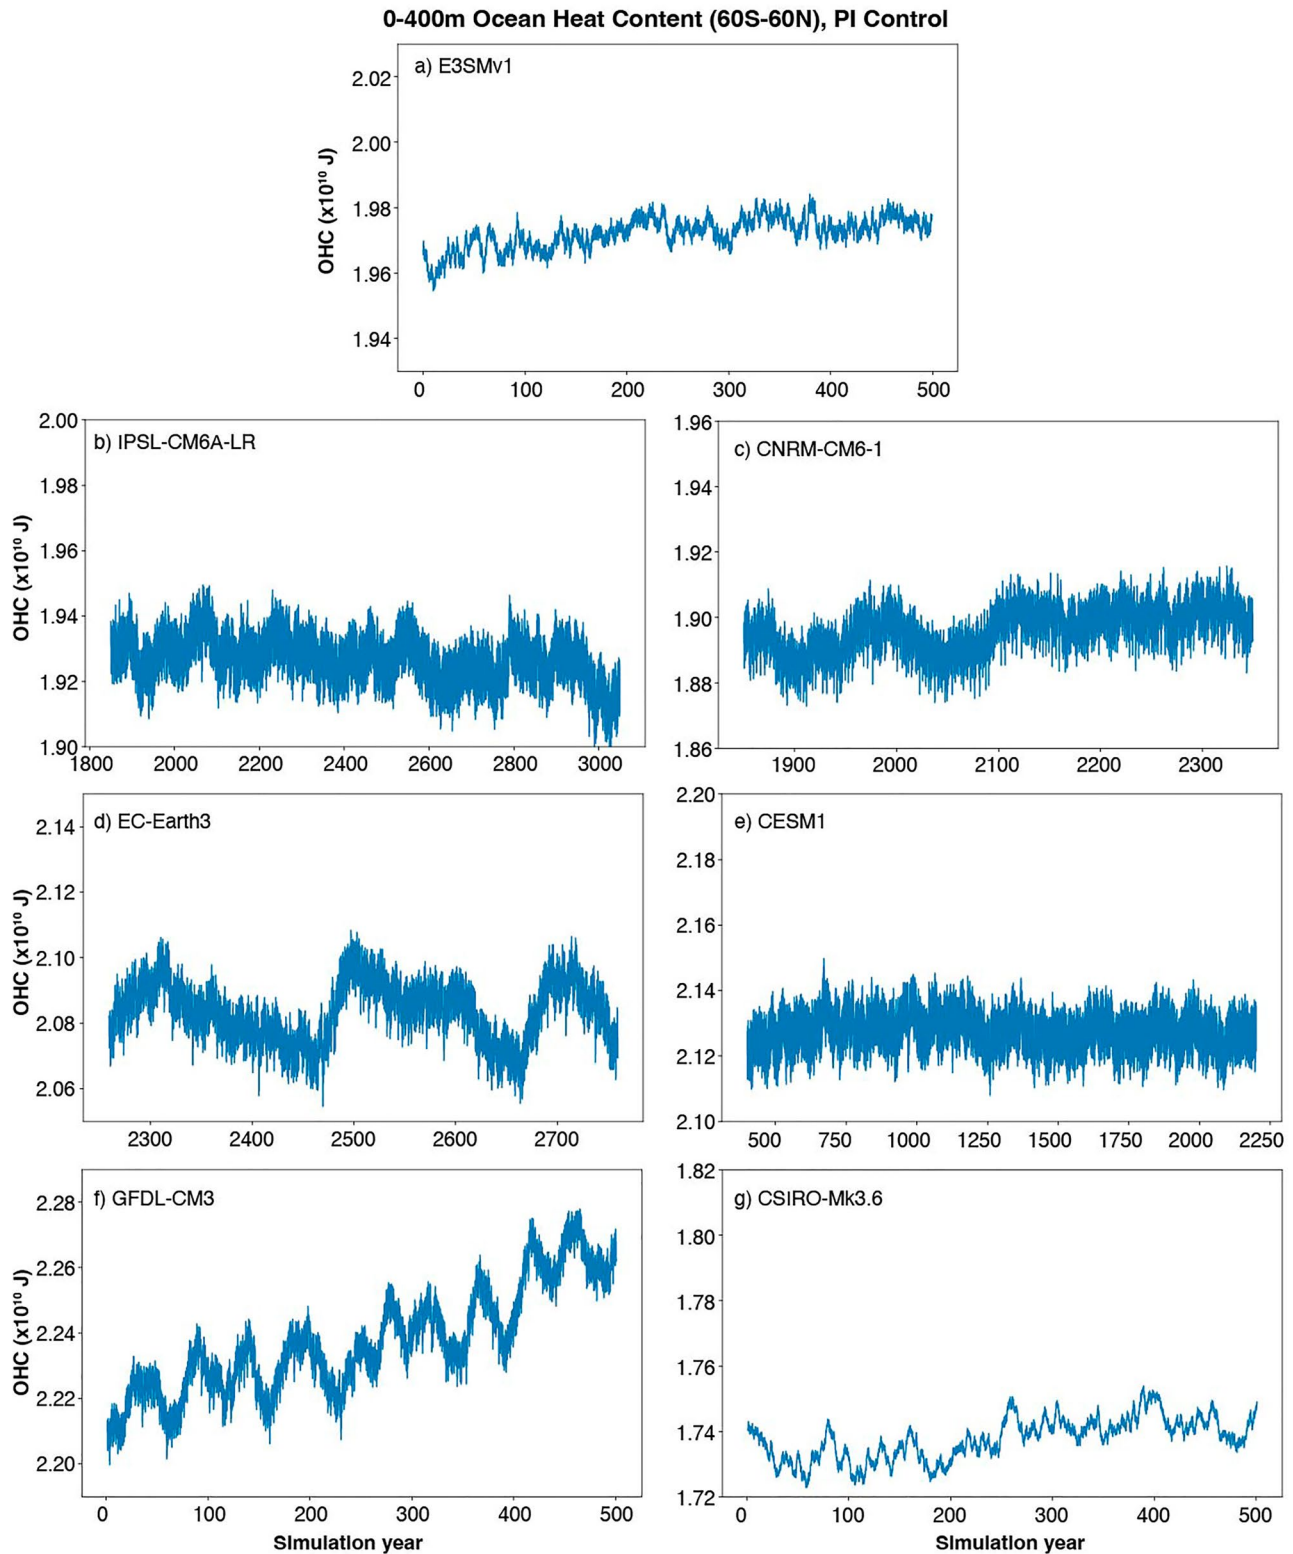 0-400m Ocean Heat Content (60S-60N), PI Control
a) E3SMv1
OHC (x10¹⁰ J)
2.02
2.00
1.98
1.96
1.94
0 100 200 300 400 500
b) IPSL-CM6A-LR
OHC (x10¹⁰ J)
2.00
1.98
1.96
1.94
1.92
1.90
1800 2000 2200 2400 2600 2800 3000
c) CNRM-CM6-1
1.96
1.94
1.92
1.90
1.88
1.86
1900 2000 2100 2200 2300
d) EC-Earth3
OHC (x10¹⁰ J)
2.14
2.12
2.10
2.08
2.06
2300 2400 2500 2600 2700
e) CESM1
2.20
2.18
2.16
2.14
2.12
2.10
500 750 1000 1250 1500 1750 2000 2250
f) GFDL-CM3
OHC (x10¹⁰ J)
2.28
2.26
2.24
2.22
2.20
0 100 200 300 400 500
Simulation year
g) CSIRO-Mk3.6
1.82
1.80
1.78
1.76
1.74
1.72
0 100 200 300 400 500
Simulation year